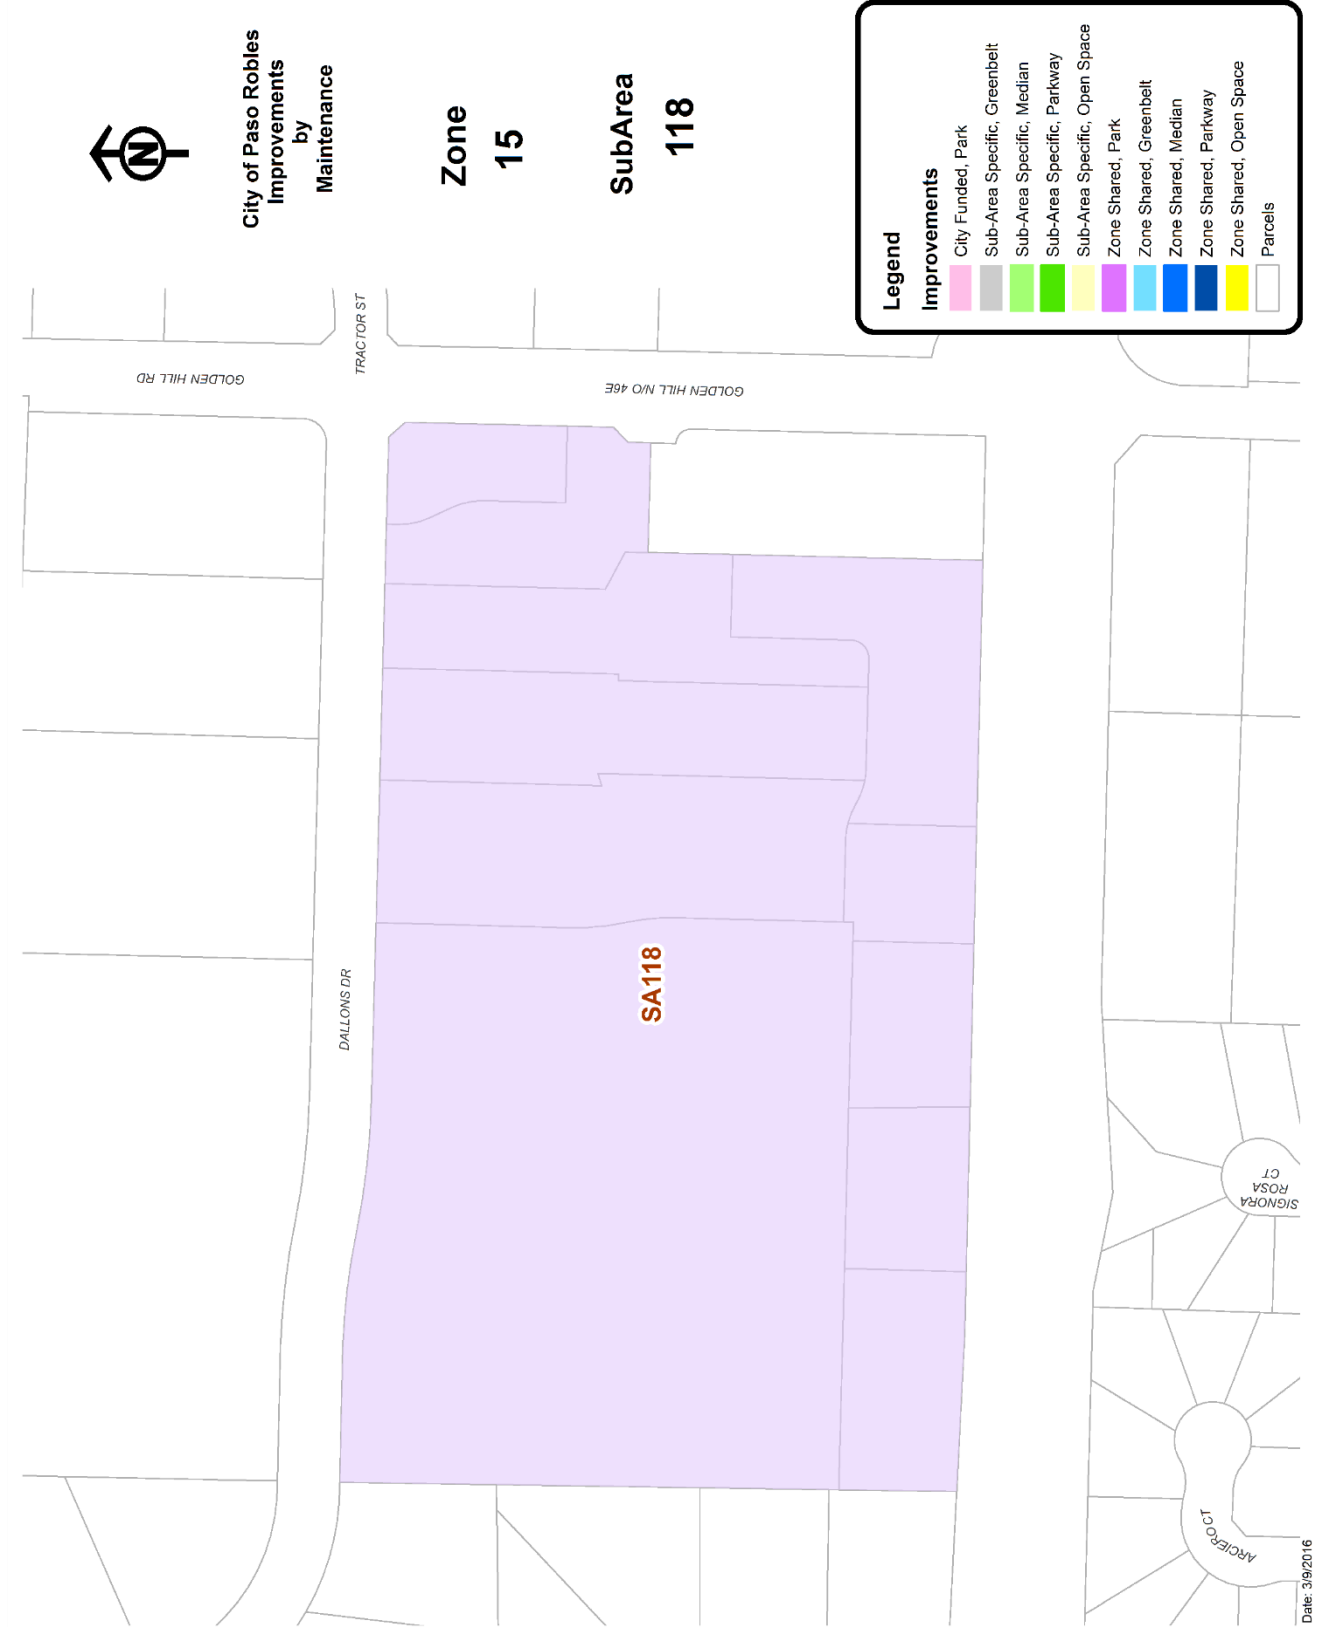 N
City of Paso Robles
Improvements
by
Maintenance
Zone
15
SubArea
118
Legend
Improvements
City Funded, Park
Sub-Area Specific, Greenbelt
Sub-Area Specific, Median
Sub-Area Specific, Parkway
Sub-Area Specific, Open Space
Zone Shared, Park
Zone Shared, Greenbelt
Zone Shared, Median
Zone Shared, Parkway
Zone Shared, Open Space
Parcels
GOLDEN HILL RD
TRACTOR ST
GOLDEN HILL N/O 46E
DALLONS DR
SA118
SIGNORA
ROSA
CT
ARCIERO CT
Date: 3/9/2016